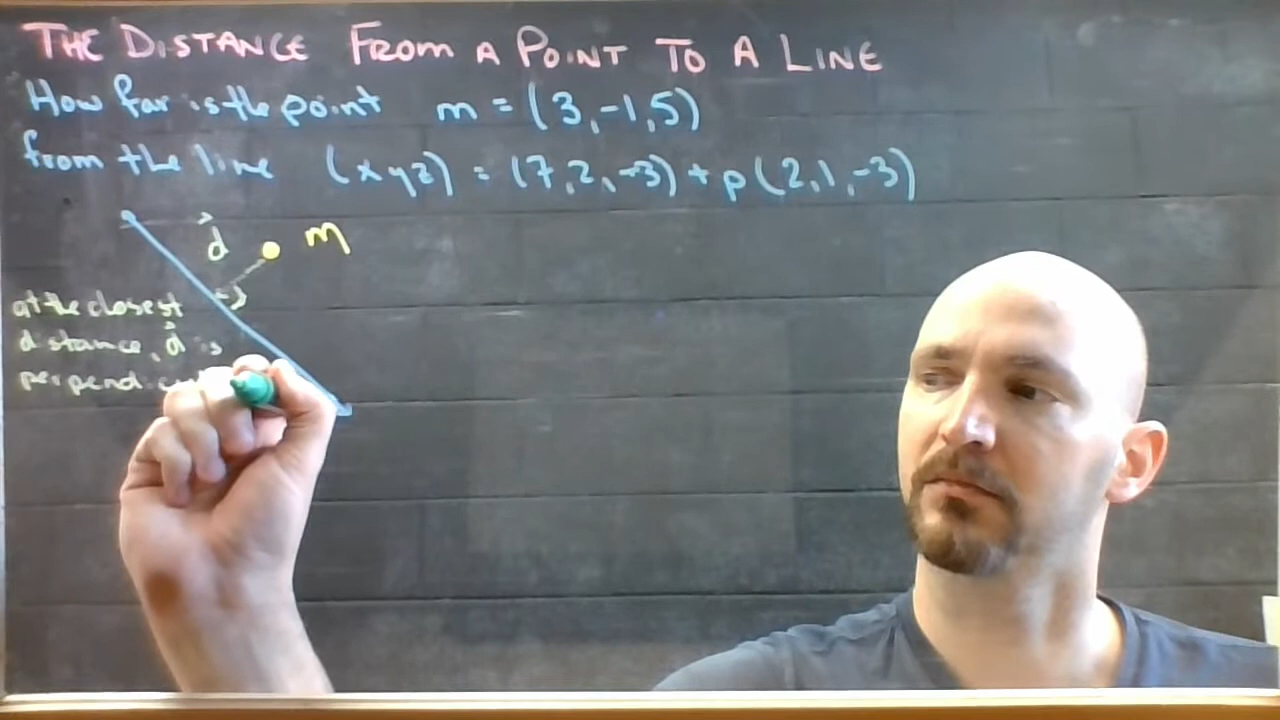 THE DISTANCE FROM A POINT TO A LINE
How far is the point m = (3,-1,5)
from the line (xyz) = (7,2,-3) + p(2,1,-3)
d m
at the closest
distance, d is